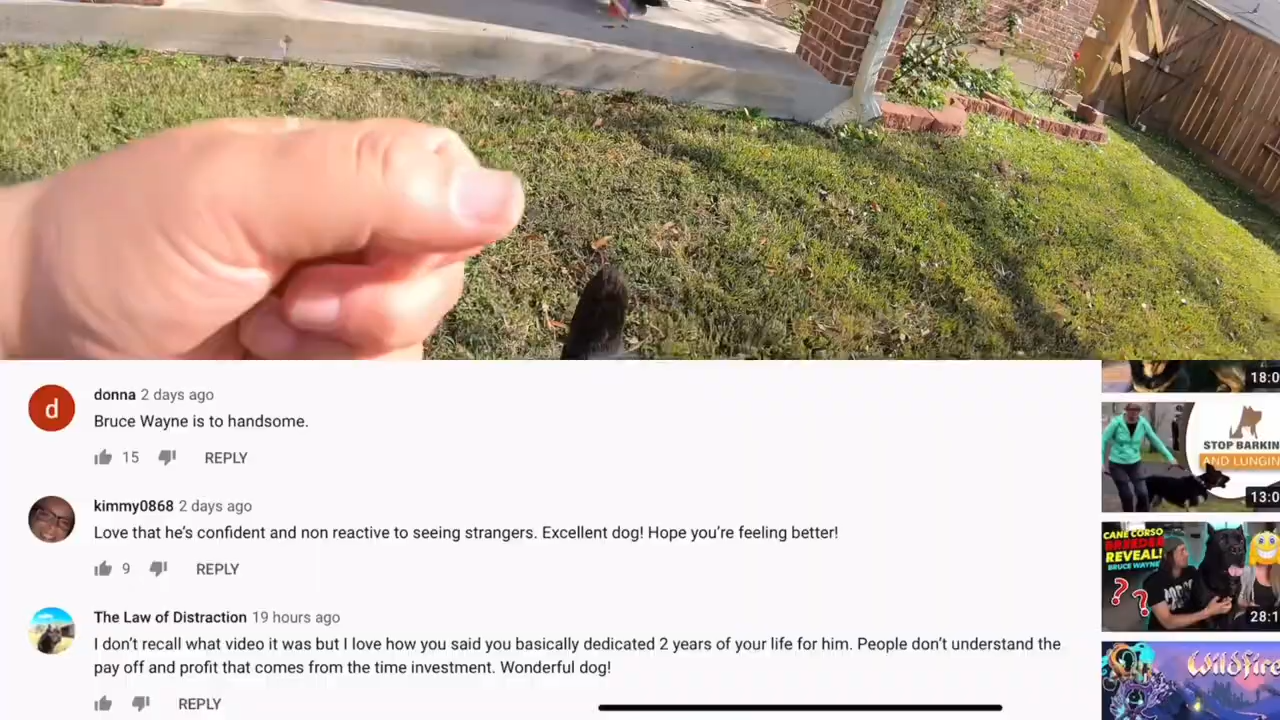 donna 2 days ago
Bruce Wayne is to handsome.
15 REPLY
kimmy0868 2 days ago
Love that he's confident and non reactive to seeing strangers. Excellent dog! Hope you're feeling better!
9 REPLY
The Law of Distraction 19 hours ago
I don't recall what video it was but I love how you said you basically dedicated 2 years of your life for him. People don't understand the
pay off and profit that comes from the time investment. Wonderful dog!
REPLY
18:0
STOP BARKIN
AND LUNGIN
13:0
CANE CORSO
BREEDER
REVEAL!
BRUCE WAYNE
??
28:1
Wildfire